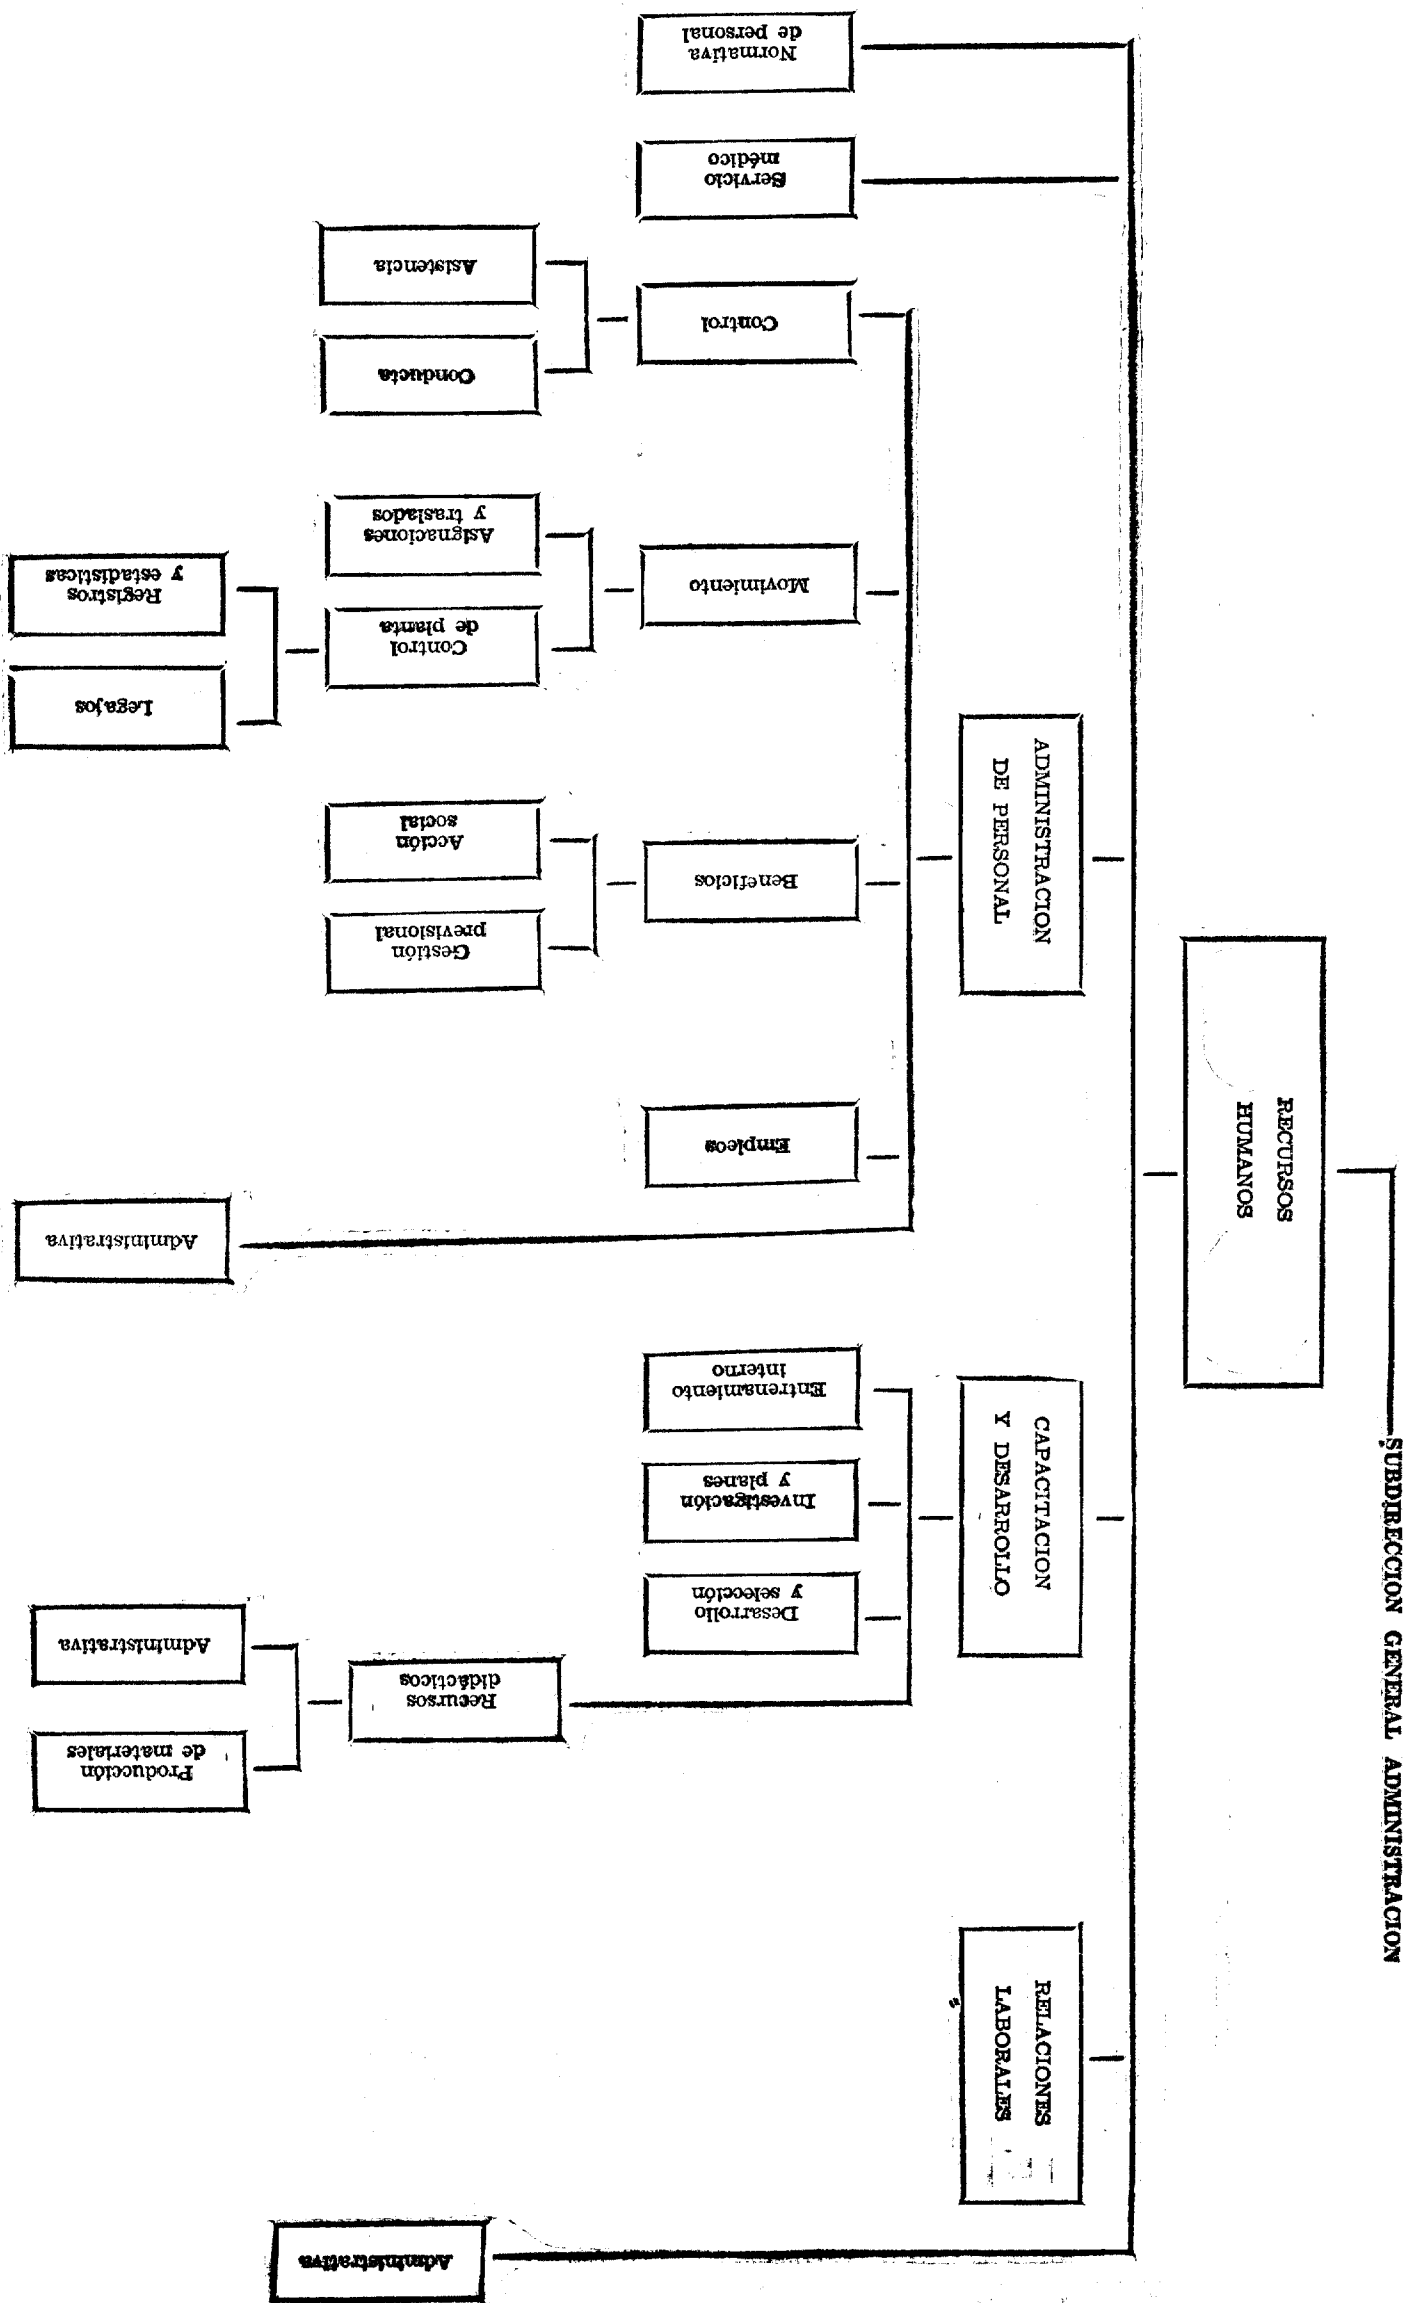 SUBDIRECCION GENERAL ADMINISTRACION
RECURSOS
HUMANOS
Normativa
de personal
Servicio
médico
ADMINISTRACION
DE PERSONAL
Control
Asistencia
Conducta
Movimiento
Asignaciones
y traslados
Control
de planta
Registros
y estadísticas
Legajos
Beneficios
Acción
social
Gestión
previsional
Empleos
Administrativa
CAPACITACION
Y DESARROLLO
Entrenamiento
interno
Investigación
y planes
Desarrollo
y selección
Recursos
didácticos
Administrativa
Producción
de materiales
RELACIONES
LABORALES
Administrativa